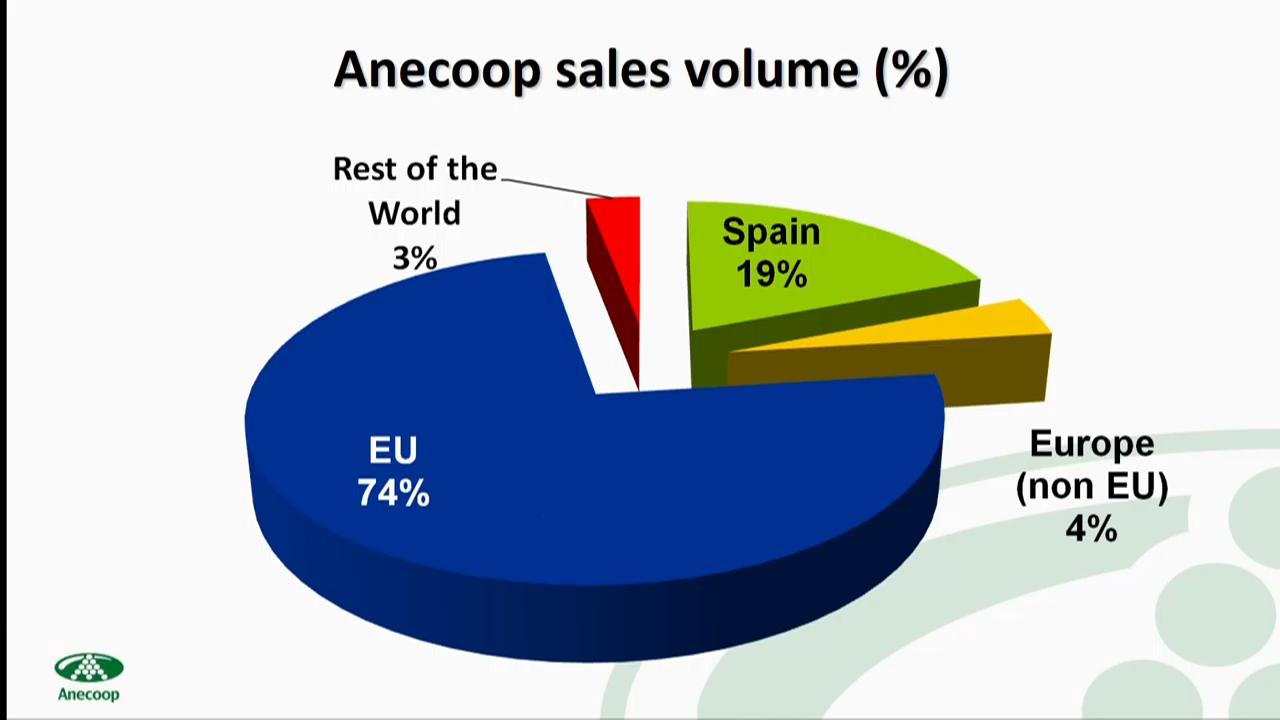 Anecoop sales volume (%)
Rest of the
World
3%
Spain
19%
EU
74%
Europe
(non EU)
4%
Anecoop